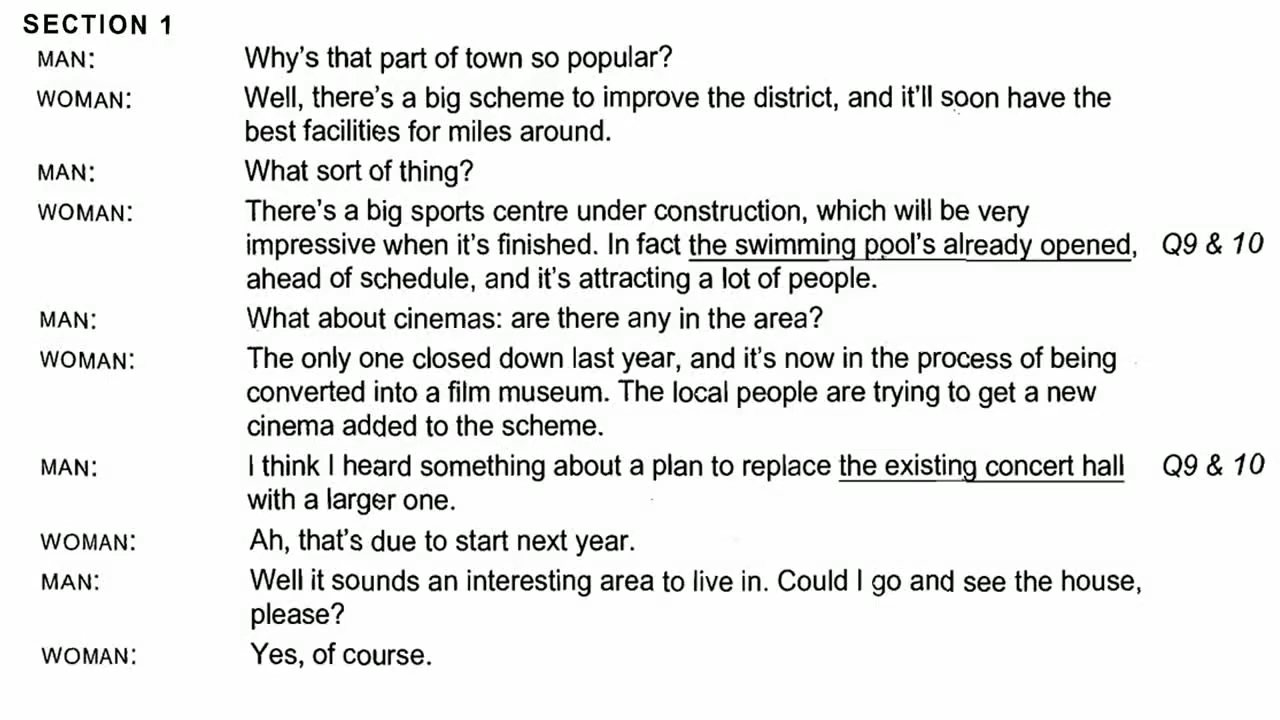 SECTION 1
MAN: Why's that part of town so popular?
WOMAN: Well, there's a big scheme to improve the district, and it'll soon have the
best facilities for miles around.
MAN: What sort of thing?
WOMAN: There's a big sports centre under construction, which will be very
impressive when it's finished. In fact the swimming pool's already opened, Q9 & 10
ahead of schedule, and it's attracting a lot of people.
MAN: What about cinemas: are there any in the area?
WOMAN: The only one closed down last year, and it's now in the process of being
converted into a film museum. The local people are trying to get a new
cinema added to the scheme.
MAN: I think I heard something about a plan to replace the existing concert hall Q9 & 10
with a larger one.
WOMAN: Ah, that's due to start next year.
MAN: Well it sounds an interesting area to live in. Could I go and see the house,
please?
WOMAN: Yes, of course.